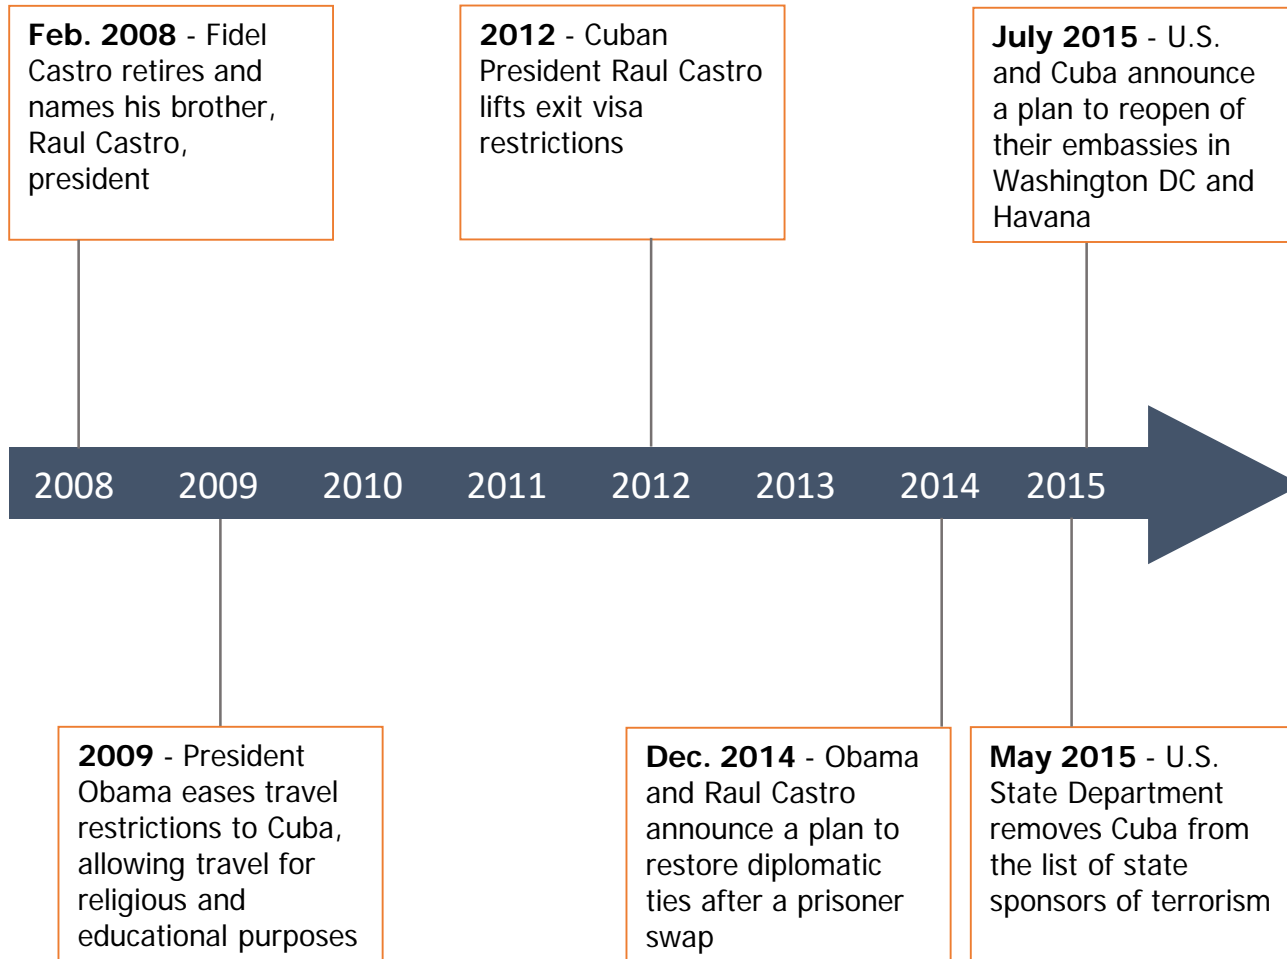 Feb. 2008 - Fidel
Castro retires and
names his brother,
Raul Castro,
president
2012 - Cuban
President Raul Castro
lifts exit visa
restrictions
July 2015 - U.S.
and Cuba announce
a plan to reopen of
their embassies in
Washington DC and
Havana
2008 2009 2010 2011 2012 2013 2014 2015
2009 - President
Obama eases travel
restrictions to Cuba,
allowing travel for
religious and
educational purposes
Dec. 2014 - Obama
and Raul Castro
announce a plan to
restore diplomatic
ties after a prisoner
swap
May 2015 - U.S.
State Department
removes Cuba from
the list of state
sponsors of terrorism